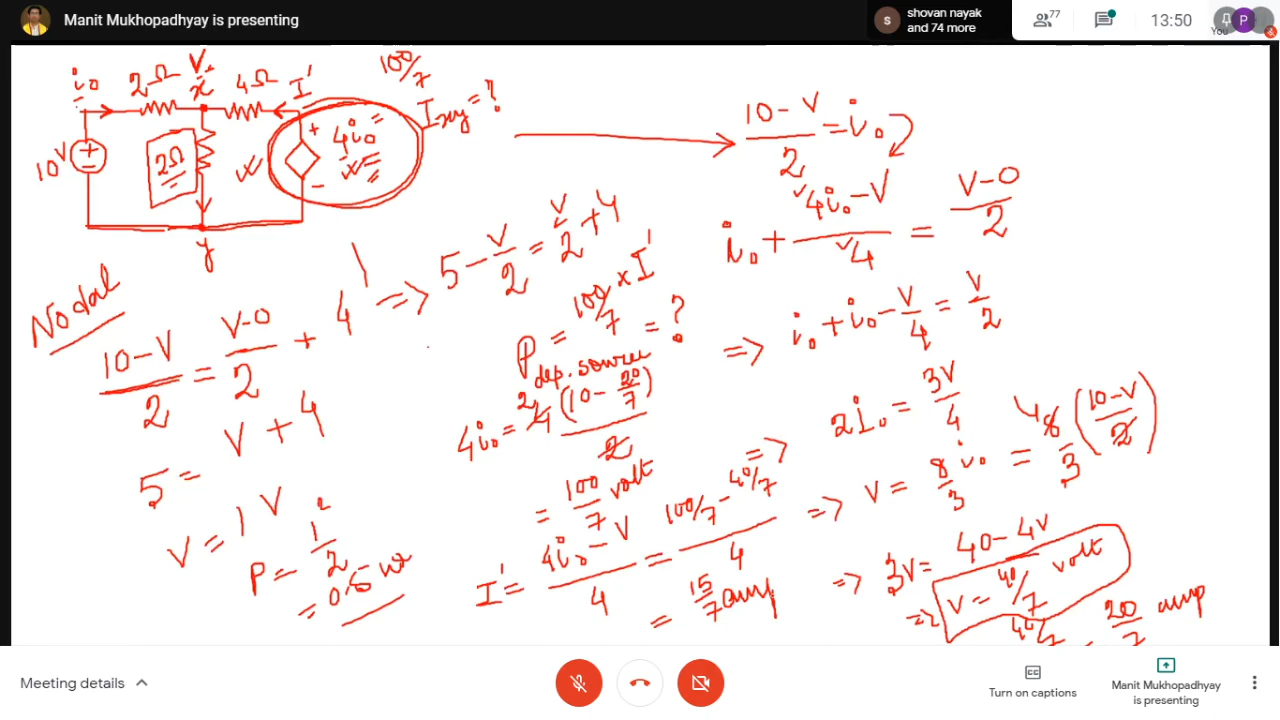 Manit Mukhopadhyay is presenting
s
shovan nayak
and 74 more
77
13:50
P
You
i₀ 2Ω V 4Ω I' 100/7
x
10V + - 2Ω + 4i₀ - I_xy = ?
y
(10-V)/2 = i₀
i₀ + (4i₀-V)/4 = (V-0)/2
=> i₀ + i₀ - V/4 = V/2
2i₀ = 3V/4
=> V = 8/3 i₀ = 8/3 ((10-V)/2)
=> 3V = 40-4V
=> V = 40/7 volt
20/7 amp
Nodal
(10-V)/2 = (V-0)/2 + 4 => 5 - V/2 = V/2 + 4
5 = V + 4
V = 1 V
P = 1²/2
= 0.5 W
P dep. source = 100/7 × I' = ?
4i₀ = 4(10 - 20/7)/2
= 100/7 volt
I' = (4i₀-V)/4 = (100/7 - 40/7)/4
= 15/7 amp
Meeting details
CC
Turn on captions
Manit Mukhopadhyay
is presenting